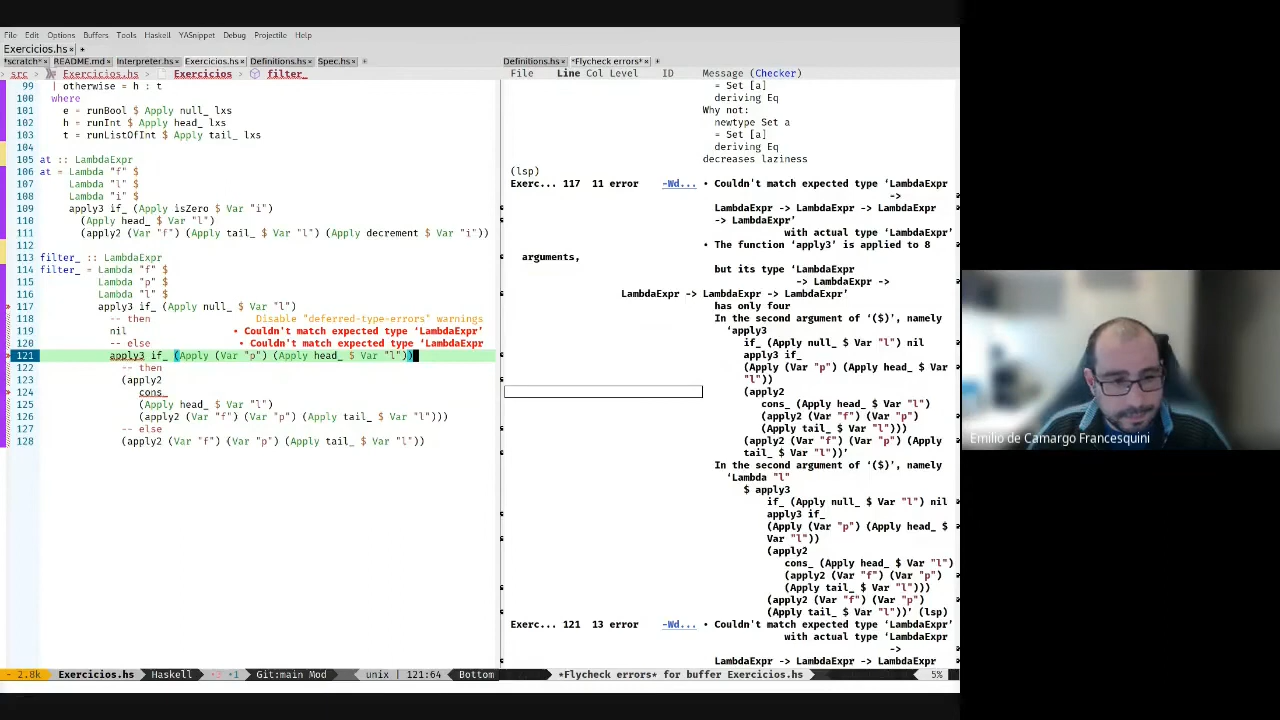 File Edit Options Buffers Tools Haskell YASnippet Debug Projectile Help
Exercicios.hs× +
*scratch*× README.md× Interpreter.hs× Exercicios.hs× Definitions.hs× Spec.hs× +
src Exercicios.hs Exercicios filter_
99 | otherwise = h : t
100 where
101 e = runBool $ Apply null_ lxs
102 h = runInt $ Apply head_ lxs
103 t = runListOfInt $ Apply tail_ lxs
104
105 at :: LambdaExpr
106 at = Lambda "f" $
107 Lambda "l" $
108 Lambda "i" $
109 apply3 if_ (Apply isZero $ Var "i")
110 (Apply head_ $ Var "l")
111 (apply2 (Var "f") (Apply tail_ $ Var "l") (Apply decrement $ Var "i"))
112
113 filter_ :: LambdaExpr
114 filter_ = Lambda "f" $
115 Lambda "p" $
116 Lambda "l" $
117 apply3 if_ (Apply null_ $ Var "l")
118 -- then Disable "deferred-type-errors" warnings
119 nil • Couldn't match expected type ‘LambdaExpr’
120 -- else • Couldn't match expected type ‘LambdaExpr
121 apply3 if_ (Apply (Var "p") (Apply head_ $ Var "l"))
122 -- then
123 (apply2
124 cons_
125 (Apply head_ $ Var "l")
126 (apply2 (Var "f") (Var "p") (Apply tail_ $ Var "l")))
127 -- else
128 (apply2 (Var "f") (Var "p") (Apply tail_ $ Var "l"))
- 2.8k Exercicios.hs Haskell •3 •1 Git:main Mod unix | 121:64 Bottom
Definitions.hs× *Flycheck errors*× +
File Line Col Level ID Message (Checker)
= Set [a]
deriving Eq
Why not:
newtype Set a
= Set [a]
deriving Eq
decreases laziness
(lsp)
Exerc... 117 11 error -Wd... • Couldn't match expected type ‘LambdaExpr
->
LambdaExpr -> LambdaExpr -> LambdaExpr
-> LambdaExpr’
with actual type ‘LambdaExpr’
• The function ‘apply3’ is applied to 8
arguments,
but its type ‘LambdaExpr
-> LambdaExpr ->
LambdaExpr -> LambdaExpr -> LambdaExpr’
has only four
In the second argument of ‘($)’, namely
‘apply3
if_ (Apply null_ $ Var "l") nil
apply3 if_
(Apply (Var "p") (Apply head_ $ Var
"l"))
(apply2
cons_ (Apply head_ $ Var "l")
(apply2 (Var "f") (Var "p")
(Apply tail_ $ Var "l")))
(apply2 (Var "f") (Var "p") (Apply
tail_ $ Var "l"))’
In the second argument of ‘($)’, namely
‘Lambda "l"
$ apply3
if_ (Apply null_ $ Var "l") nil
apply3 if_
(Apply (Var "p") (Apply head_ $
Var "l"))
(apply2
cons_ (Apply head_ $ Var "l")
(apply2 (Var "f") (Var "p")
(Apply tail_ $ Var "l")))
(apply2 (Var "f") (Var "p")
(Apply tail_ $ Var "l"))’ (lsp)
Exerc... 121 13 error -Wd... • Couldn't match expected type ‘LambdaExpr’
with actual type ‘LambdaExpr
->
LambdaExpr -> LambdaExpr -> LambdaExpr
*Flycheck errors* for buffer Exercicios.hs 5%
Emilio de Camargo Francesquini